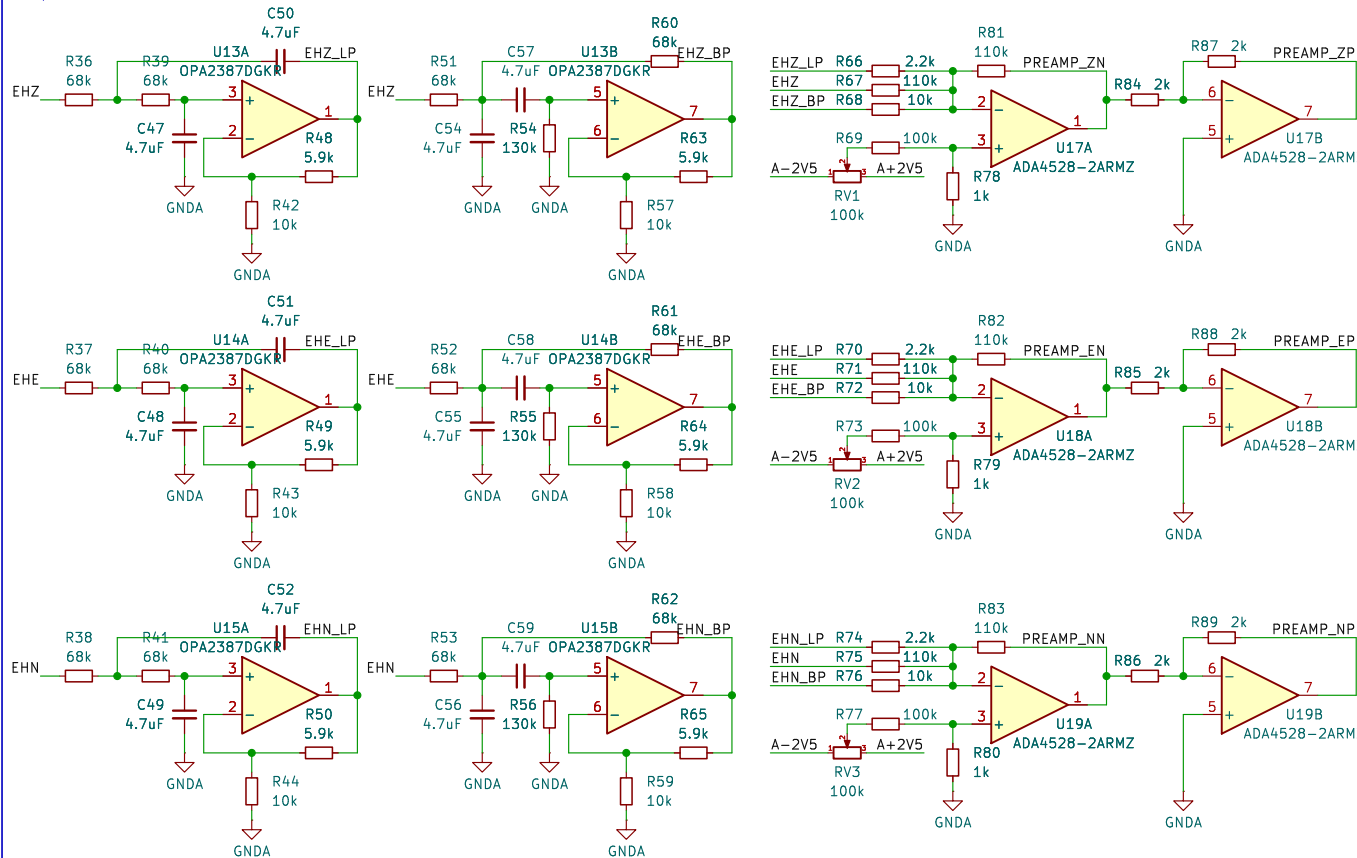 C50
4.7uF
R36
68k
R39
68k
U13A
OPA2387DGKR
EHZ_LP
EHZ
3
2
1
C47
4.7uF
R48
5.9k
GNDA
R42
10k
GNDA
R51
68k
C57
4.7uF
U13B
OPA2387DGKR
R60
68k
EHZ_BP
EHZ
5
6
7
C54
4.7uF
R54
130k
R63
5.9k
GNDA
GNDA
R57
10k
GNDA
R81
110k
EHZ_LP R66 2.2k
EHZ R67 110k
EHZ_BP R68 10k
PREAMP_ZN
2
3
1
R69 100k
A-2V5 1 2 3 A+2V5
RV1
100k
R78
1k
GNDA
U17A
ADA4528-2ARMZ
R84 2k
R87 2k
PREAMP_ZP
6
5
7
U17B
ADA4528-2ARM
GNDA
C51
4.7uF
R37
68k
R40
68k
U14A
OPA2387DGKR
EHE_LP
EHE
3
2
1
C48
4.7uF
R49
5.9k
GNDA
R43
10k
GNDA
R52
68k
C58
4.7uF
U14B
OPA2387DGKR
R61
68k
EHE_BP
EHE
5
6
7
C55
4.7uF
R55
130k
R64
5.9k
GNDA
GNDA
R58
10k
GNDA
R82
110k
EHE_LP R70 2.2k
EHE R71 110k
EHE_BP R72 10k
PREAMP_EN
2
3
1
R73 100k
A-2V5 1 2 3 A+2V5
RV2
100k
R79
1k
GNDA
U18A
ADA4528-2ARMZ
R85 2k
R88 2k
PREAMP_EP
6
5
7
U18B
ADA4528-2ARM
GNDA
C52
4.7uF
R38
68k
R41
68k
U15A
OPA2387DGKR
EHN_LP
EHN
3
2
1
C49
4.7uF
R50
5.9k
GNDA
R44
10k
GNDA
R53
68k
C59
4.7uF
U15B
OPA2387DGKR
R62
68k
EHN_BP
EHN
5
6
7
C56
4.7uF
R56
130k
R65
5.9k
GNDA
GNDA
R59
10k
GNDA
R83
110k
EHN_LP R74 2.2k
EHN R75 110k
EHN_BP R76 10k
PREAMP_NN
2
3
1
R77 100k
A-2V5 1 2 3 A+2V5
RV3
100k
R80
1k
GNDA
U19A
ADA4528-2ARMZ
R86 2k
R89 2k
PREAMP_NP
6
5
7
U19B
ADA4528-2ARM
GNDA